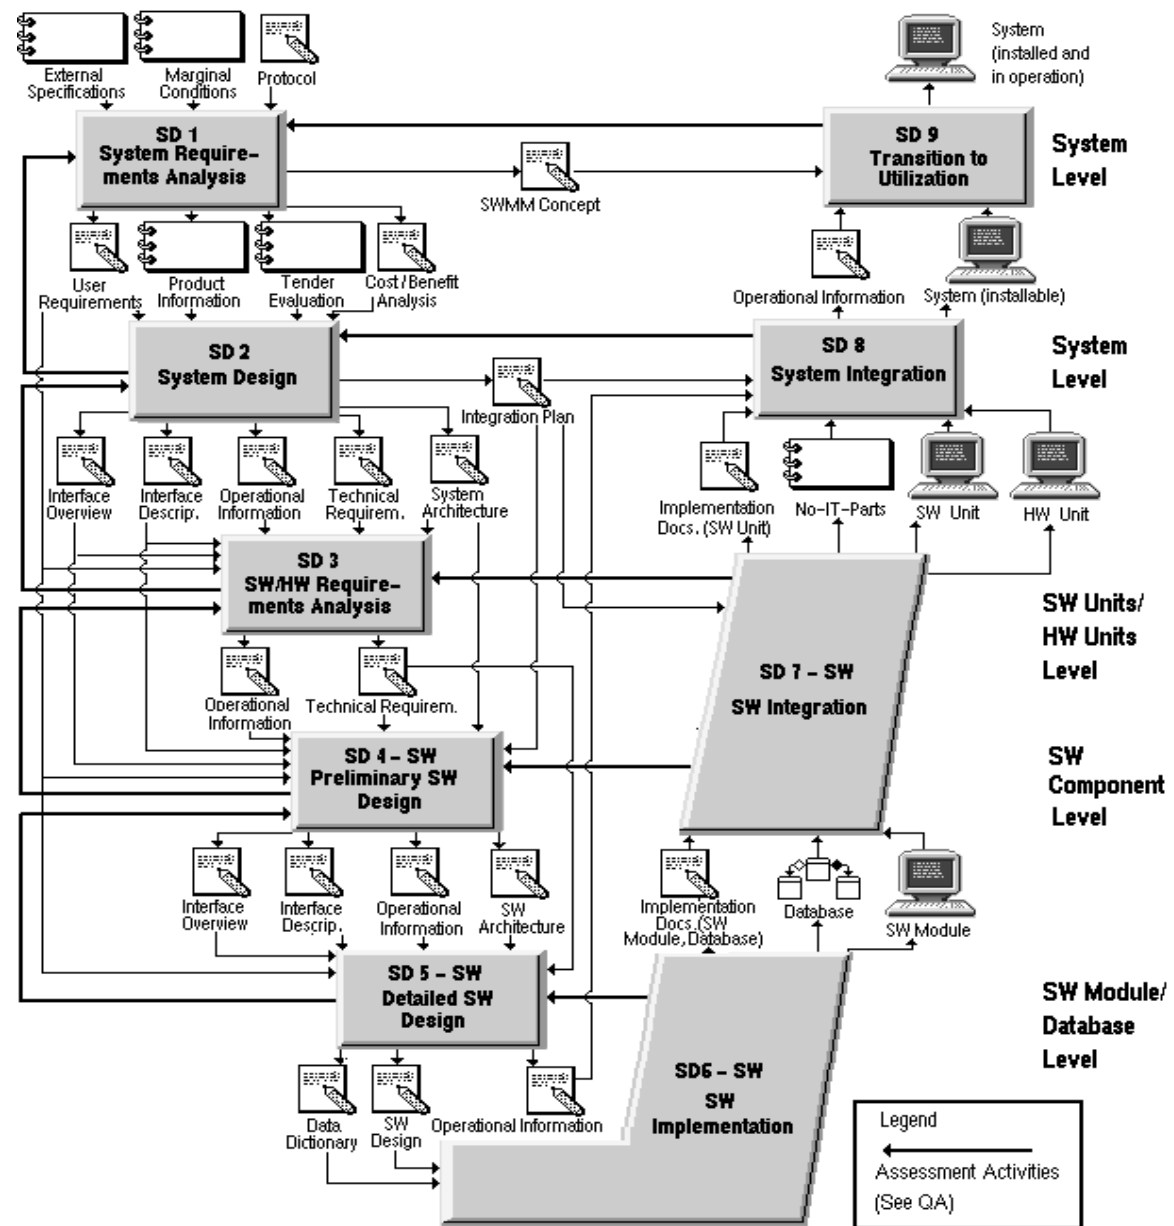 External
Specifications
Marginal
Conditions
Protocol
System
(installed and
in operation)
SD 1
System Require-
ments Analysis
SD 9
Transition to
Utilization
System
Level
SWMM Concept
User
Requirements
Product
Information
Tender
Evaluation
Cost/Benefit
Analysis
Operational Information
System (installable)
SD 2
System Design
SD 8
System Integration
System
Level
Integration Plan
Interface
Overview
Interface
Descrip.
Operational
Information
Technical
Requirem.
System
Architecture
Implementation
Docs. (SW Unit)
No-IT-Parts
SW Unit
HW Unit
SD 3
SW/HW Require-
ments Analysis
SW Units/
HW Units
Level
Operational
Information
Technical Requirem.
SD 7 - SW
SW Integration
SD 4 - SW
Preliminary SW
Design
SW
Component
Level
Interface
Overview
Interface
Descrip.
Operational
Information
SW
Architecture
Implementation
Docs.(SW
Module, Database)
Database
SW Module
SD 5 - SW
Detailed SW
Design
SW Module/
Database
Level
Data
Dictionary
SW
Design
Operational Information
SD6 - SW
SW
Implementation
Legend
Assessment Activities
(See QA)